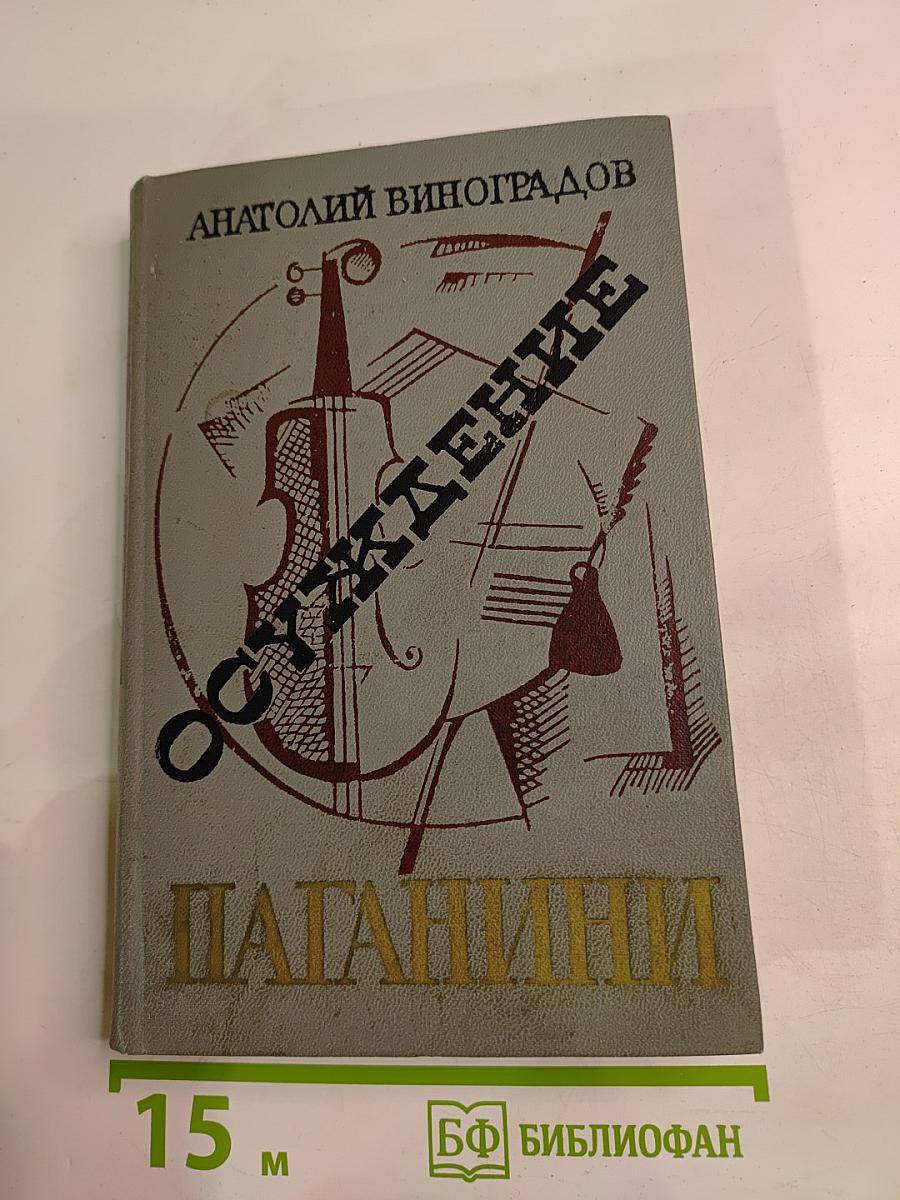 АНАТОЛИЙ ВИНОГРАДОВ
ОСУЖДЕНИЕ
ПАГАНИНИ
15 м
БФ БИБЛИОФАН